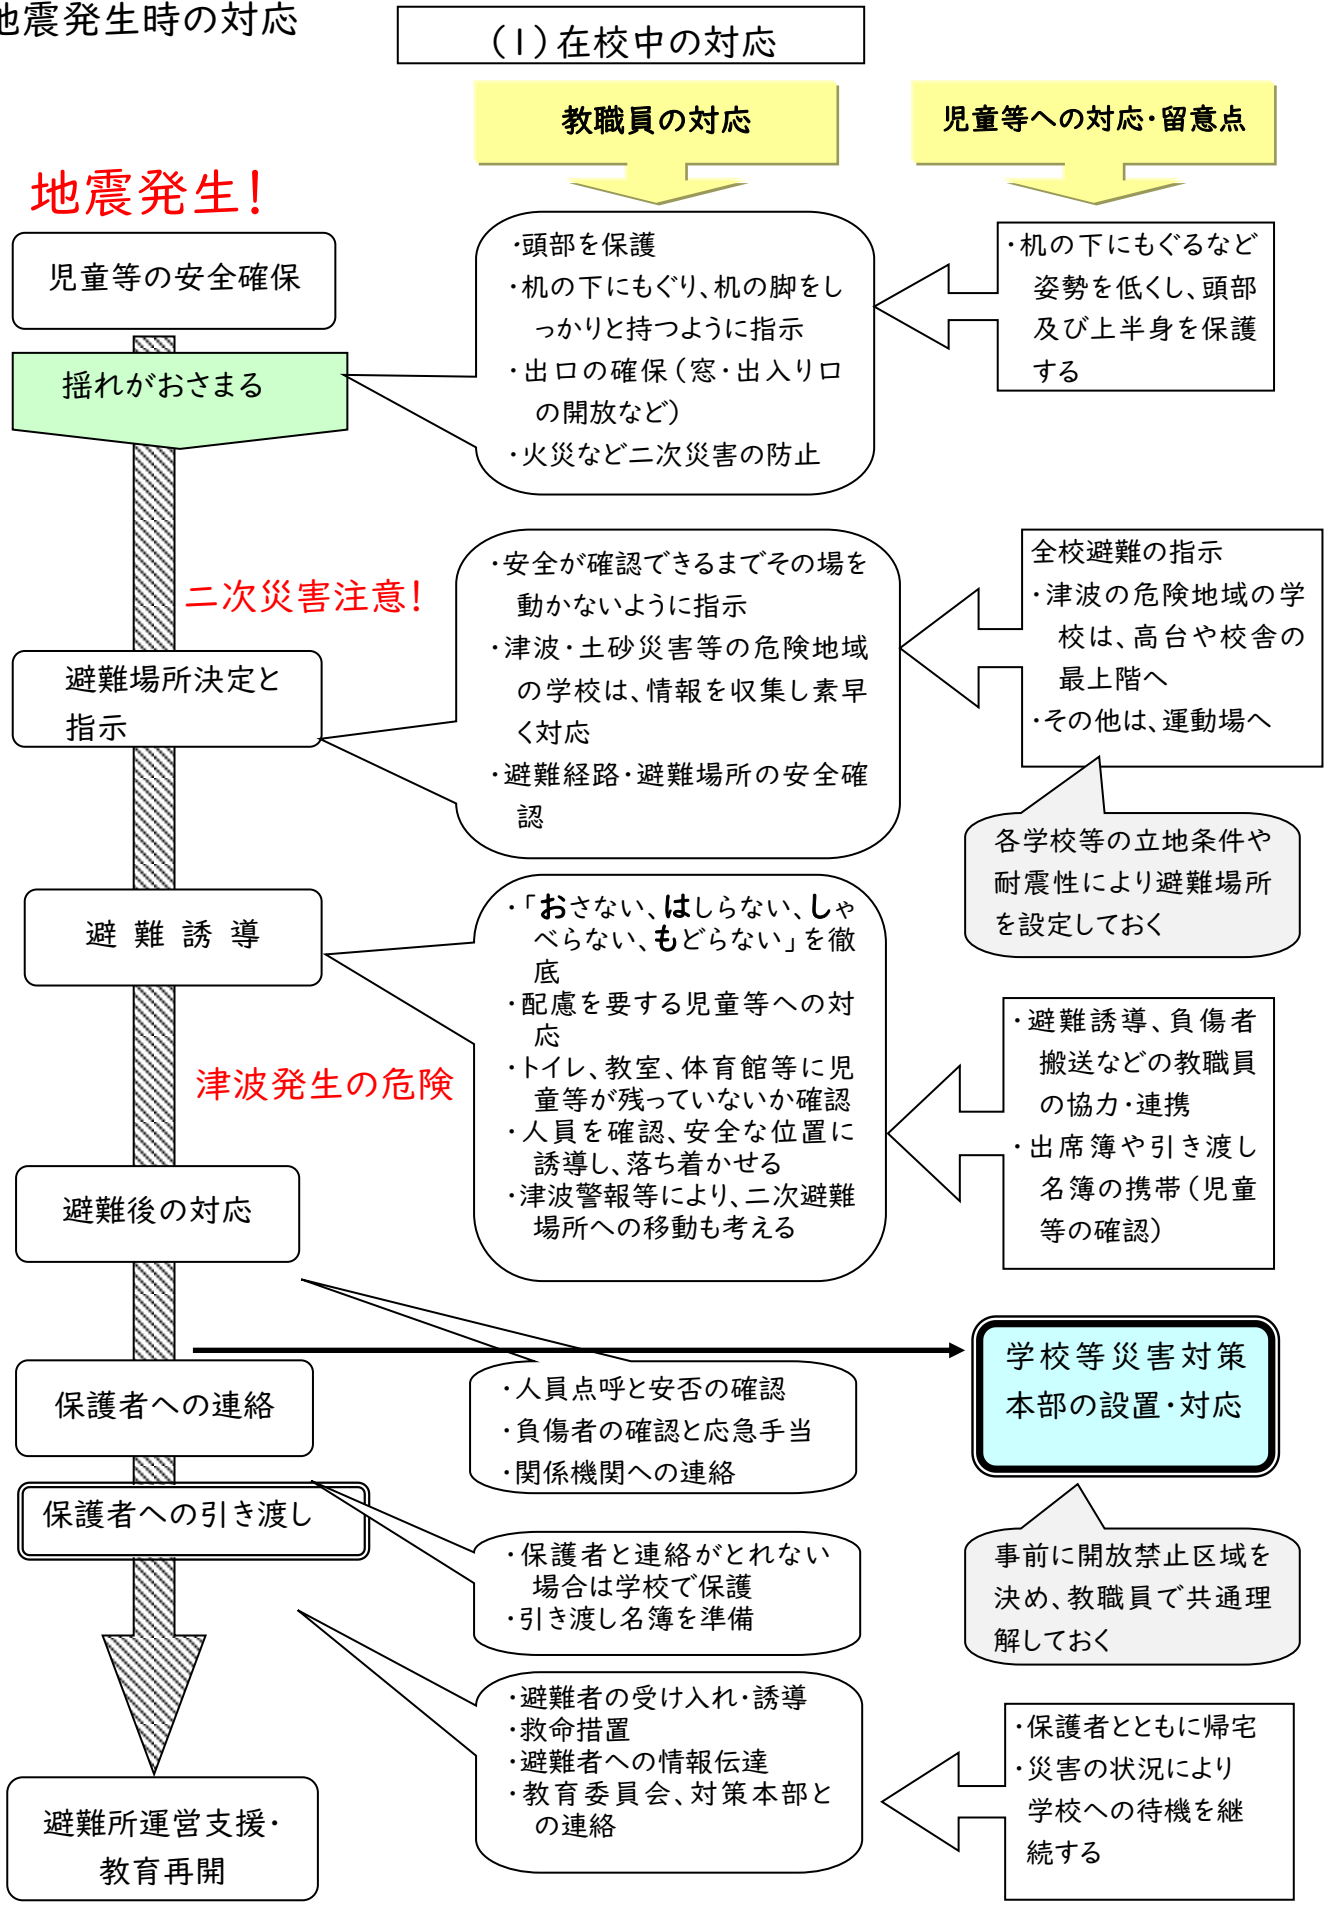 地震発生時の対応
(1)在校中の対応
教職員の対応
児童等への対応・留意点
地震発生!
児童等の安全確保
揺れがおさまる
・頭部を保護
・机の下にもぐり、机の脚をし
っかりと持つように指示
・出口の確保(窓・出入り口
の開放など)
・火災など二次災害の防止
・机の下にもぐるなど
姿勢を低くし、頭部
及び上半身を保護
する
二次災害注意!
避難場所決定と
指示
・安全が確認できるまでその場を
動かないように指示
・津波・土砂災害等の危険地域
の学校は、情報を収集し素早
く対応
・避難経路・避難場所の安全確
認
全校避難の指示
・津波の危険地域の学
校は、高台や校舎の
最上階へ
・その他は、運動場へ
各学校等の立地条件や
耐震性により避難場所
を設定しておく
避 難 誘 導
・「おさない、はしらない、しゃ
べらない、もどらない」を徹
底
・配慮を要する児童等への対
応
・トイレ、教室、体育館等に児
童等が残っていないか確認
・人員を確認、安全な位置に
誘導し、落ち着かせる
・津波警報等により、二次避難
場所への移動も考える
・避難誘導、負傷者
搬送などの教職員
の協力・連携
・出席簿や引き渡し
名簿の携帯(児童
等の確認)
津波発生の危険
避難後の対応
・人員点呼と安否の確認
・負傷者の確認と応急手当
・関係機関への連絡
学校等災害対策
本部の設置・対応
保護者への連絡
保護者への引き渡し
・保護者と連絡がとれない
場合は学校で保護
・引き渡し名簿を準備
事前に開放禁止区域を
決め、教職員で共通理
解しておく
・避難者の受け入れ・誘導
・救命措置
・避難者への情報伝達
・教育委員会、対策本部と
の連絡
・保護者とともに帰宅
・災害の状況により
学校への待機を継
続する
避難所運営支援・
教育再開